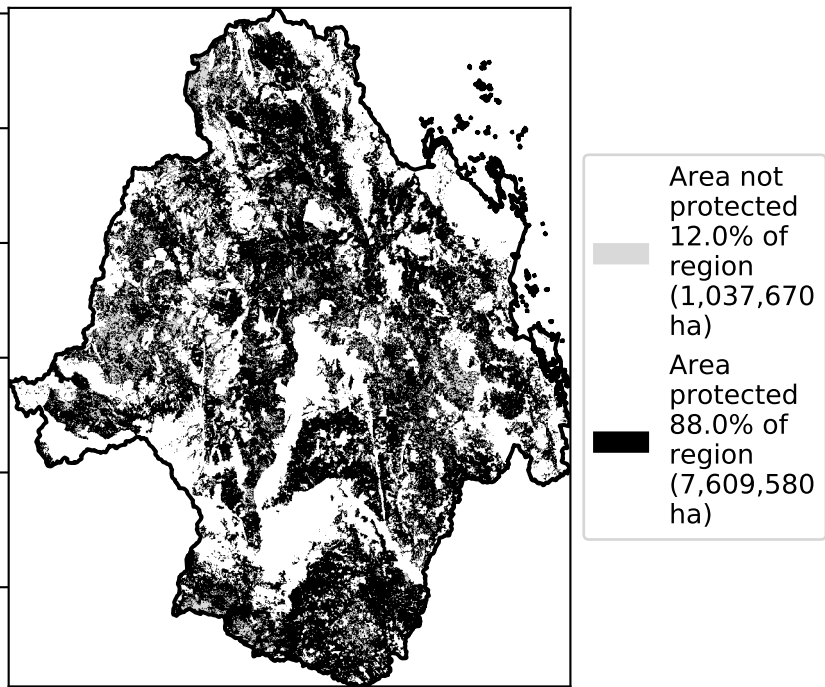 Area not
protected
12.0% of
region
(1,037,670
ha)
Area
protected
88.0% of
region
(7,609,580
ha)